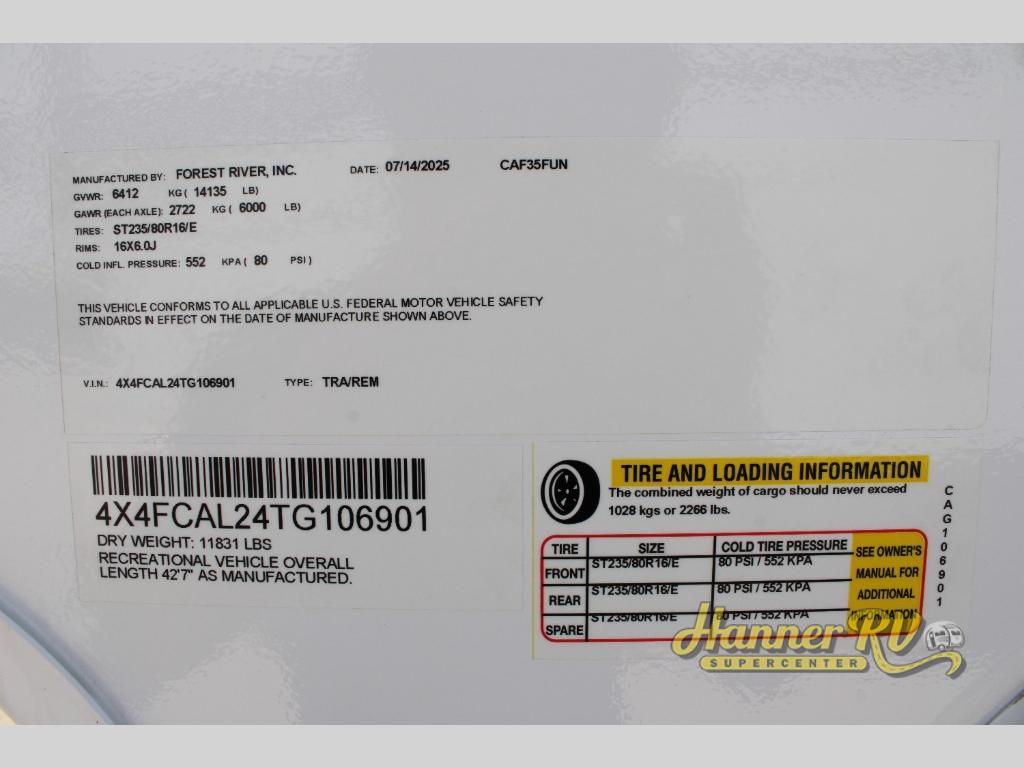 MANUFACTURED BY: FOREST RIVER, INC. DATE: 07/14/2025 CAF35FUN
GVWR: 6412 KG ( 14135 LB)
GAWR (EACH AXLE): 2722 KG ( 6000 LB)
TIRES: ST235/80R16/E
RIMS: 16X6.0J
COLD INFL. PRESSURE: 552 KPA ( 80 PSI )
THIS VEHICLE CONFORMS TO ALL APPLICABLE U.S. FEDERAL MOTOR VEHICLE SAFETY
STANDARDS IN EFFECT ON THE DATE OF MANUFACTURE SHOWN ABOVE.
V.I.N.: 4X4FCAL24TG106901 TYPE: TRA/REM
4X4FCAL24TG106901
DRY WEIGHT: 11831 LBS
RECREATIONAL VEHICLE OVERALL
LENGTH 42'7" AS MANUFACTURED.
TIRE AND LOADING INFORMATION
The combined weight of cargo should never exceed
1028 kgs or 2266 lbs.
TIRE SIZE COLD TIRE PRESSURE
FRONT ST235/80R16/E 80 PSI / 552 KPA
REAR ST235/80R16/E 80 PSI / 552 KPA
SPARE ST235/80R16/E 80 PSI / 552 KPA
SEE OWNER'S
MANUAL FOR
ADDITIONAL
INFORMATION
CAG106901
Hanner RV
SUPERCENTER